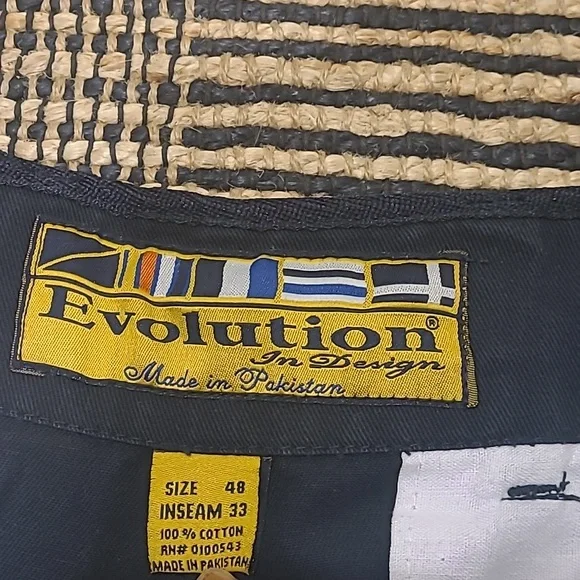 Evolution®
In Design
Made in Pakistan
SIZE 48
INSEAM 33
100 % COTTON
RN# 0100543
MADE IN PAKISTAN